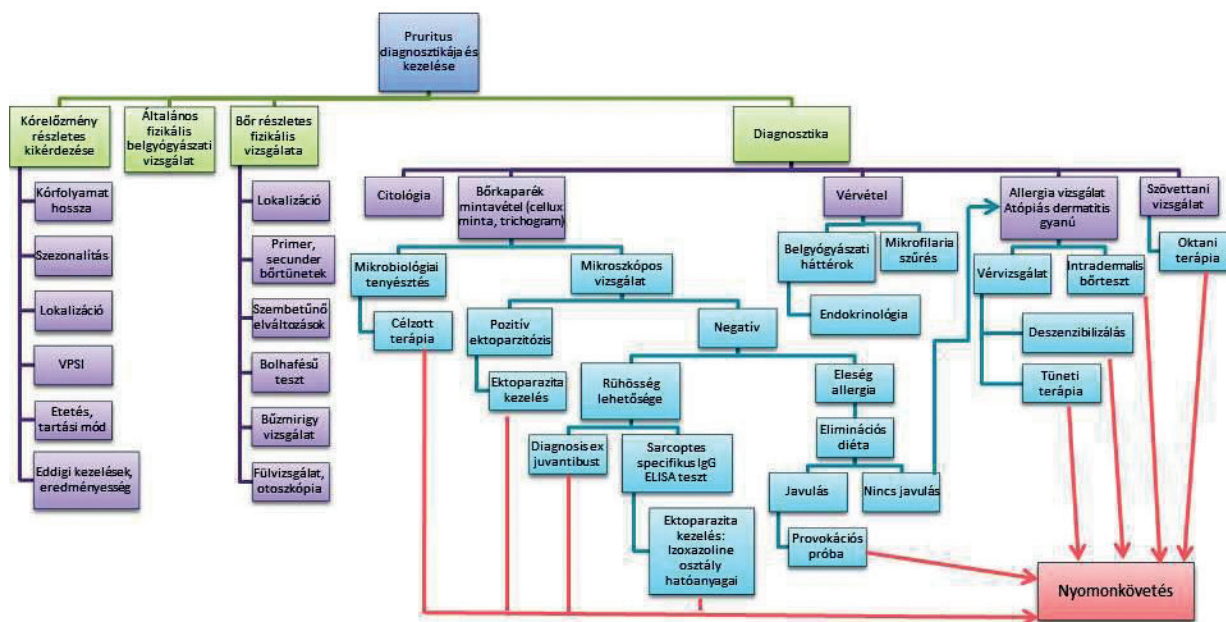 Pruritus
diagnosztikája és
kezelése
Kórelőzmény
részletes
kikérdezése
Általános
fizikális
belgyógyászati
vizsgálat
Bőr részletes
fizikális
vizsgálata
Diagnosztika
Kórfolyamat
hossza
Szezonalítás
Lokalizáció
VPSI
Etetés,
tartási mód
Eddigi kezelések,
eredményesség
Lokalizáció
Primer,
secunder
bőrtünetek
Szembetűnő
elváltozások
Bolhafésű
teszt
Bűzmirigy
vizsgálat
Fülvizsgálat,
otoszkópia
Citológia
Bőrkaparék
mintavétel (cellux
minta, trichogram)
Vérvétel
Allergia vizsgálat
Atópiás dermatitis
gyanú
Szövettani
vizsgálat
Mikrobiológiai
tenyésztés
Célzott
terápia
Mikroszkópos
vizsgálat
Pozitív
ektoparzitózis
Ektoparazita
kezelés
Negatív
Rühösség
lehetősége
Diagnosis ex
juvantibust
Sarcoptes
specifikus IgG
ELISA teszt
Ektoparazita
kezelés:
Izoxazoline
osztály
hatóanyagai
Eleség
allergia
Eliminációs
diéta
Javulás
Nincs javulás
Provokációs
próba
Belgyógyászati
háttérok
Mikrofilaria
szűrés
Endokrinológia
Vérvizsgálat
Intradermalis
bőrteszt
Deszenzibilizálás
Tüneti
terápia
Oktani
terápia
Nyomonkövetés